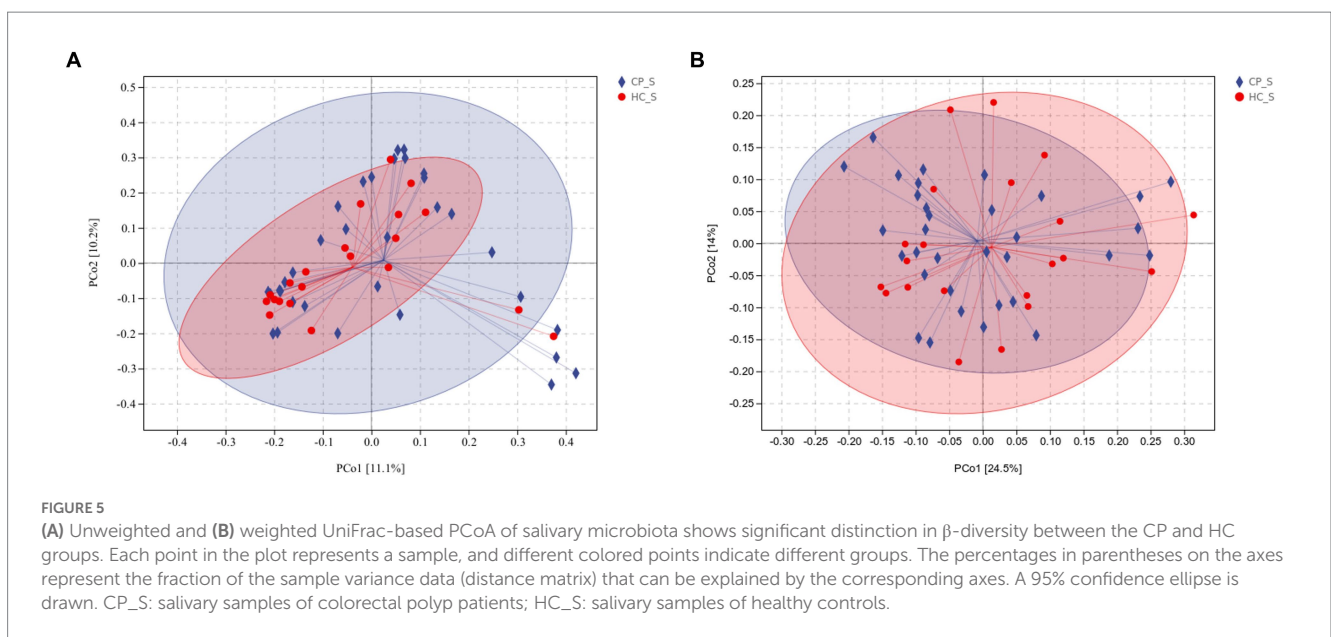 A
B
CP_S
HC_S
CP_S
HC_S
0.5
0.4
0.3
0.2
0.1
0.0
-0.1
-0.2
-0.3
-0.4
PCo2 [10.2%]
-0.4 -0.3 -0.2 -0.1 0.0 0.1 0.2 0.3 0.4
PCo1 [11.1%]
0.25
0.20
0.15
0.10
0.05
0.00
-0.05
-0.10
-0.15
-0.20
-0.25
PCo2 [14%]
-0.30 -0.25 -0.20 -0.15 -0.10 -0.05 0.00 0.05 0.10 0.15 0.20 0.25 0.30
PCo1 [24.5%]
FIGURE 5
(A) Unweighted and (B) weighted UniFrac-based PCoA of salivary microbiota shows significant distinction in β-diversity between the CP and HC
groups. Each point in the plot represents a sample, and different colored points indicate different groups. The percentages in parentheses on the axes
represent the fraction of the sample variance data (distance matrix) that can be explained by the corresponding axes. A 95% confidence ellipse is
drawn. CP_S: salivary samples of colorectal polyp patients; HC_S: salivary samples of healthy controls.